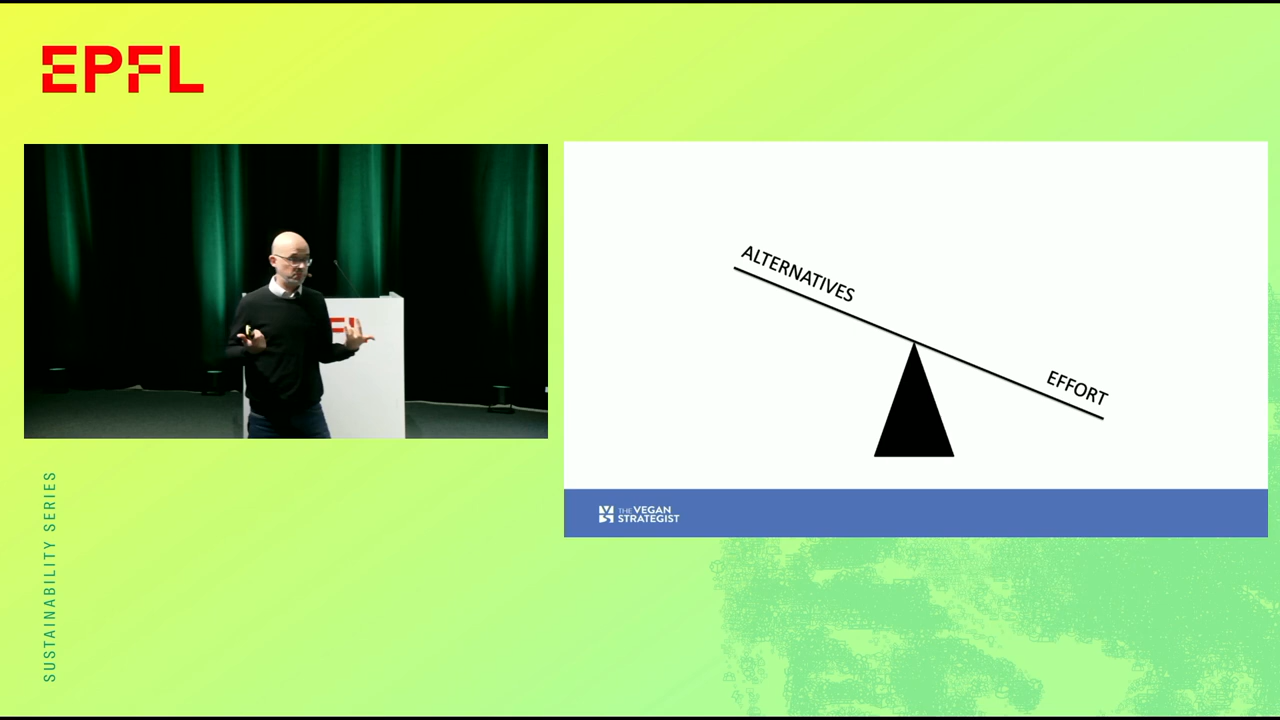 EPFL
ALTERNATIVES
EFFORT
THE VEGAN
STRATEGIST
SUSTAINABILITY SERIES